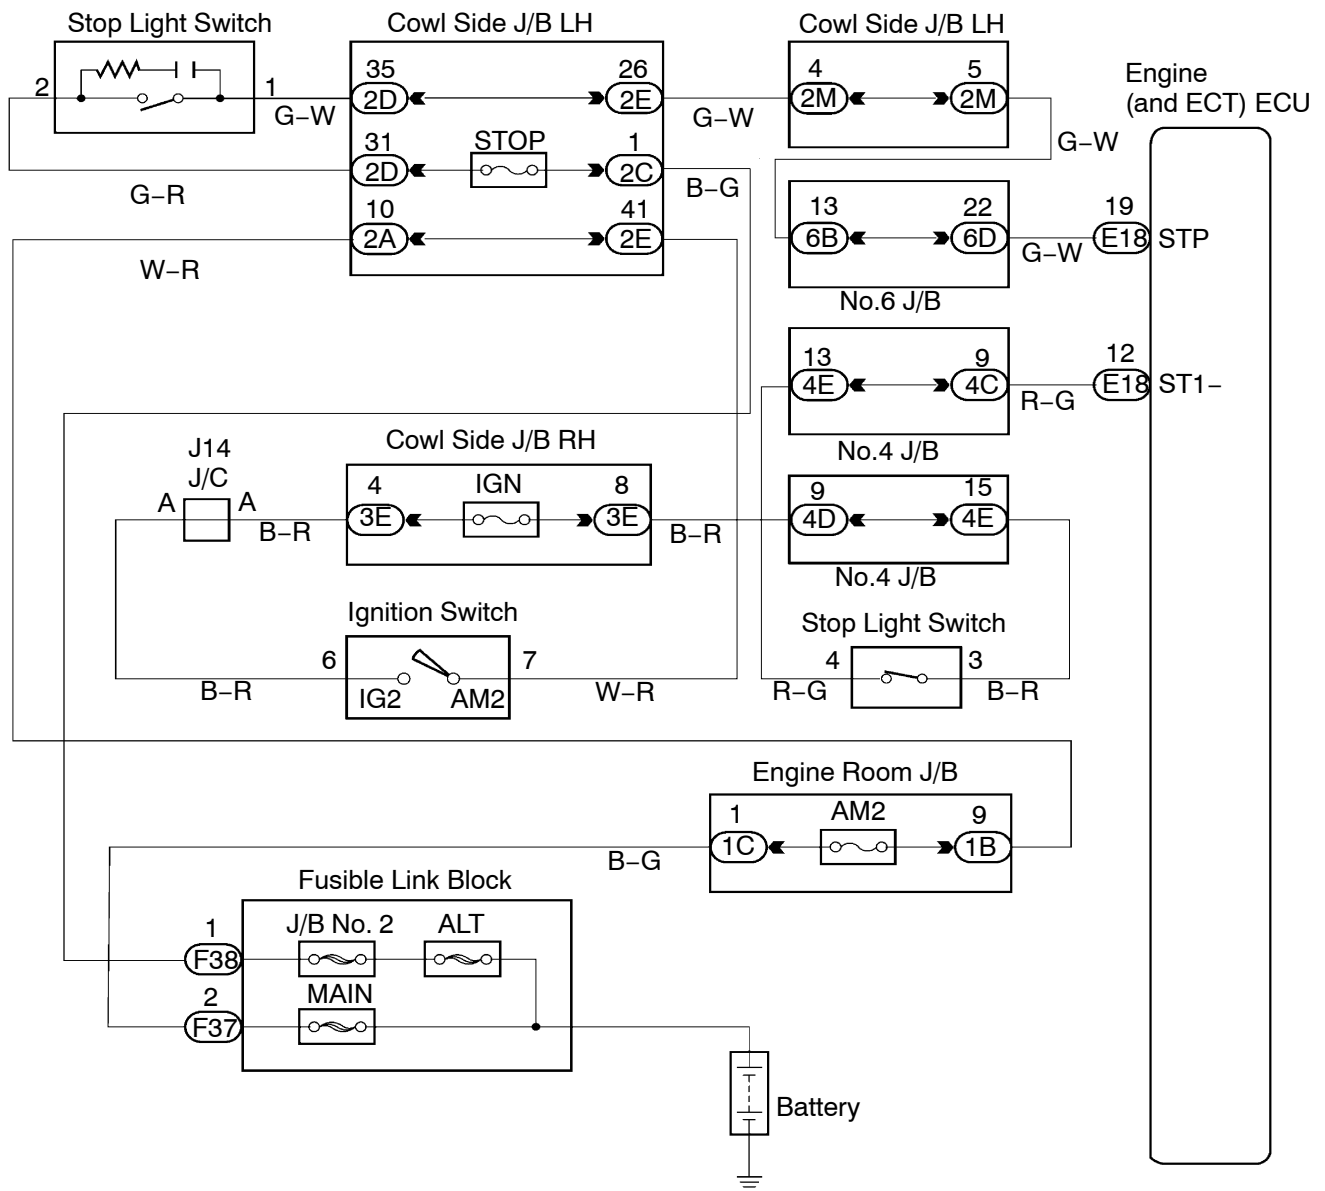 Stop Light Switch
Cowl Side J/B LH
Cowl Side J/B LH
Engine
(and ECT) ECU
2
1
35
26
4
5
2D
2E
2M
2M
G–W
G–W
G–W
31
STOP
1
2D
2C
G–R
B–G
10
41
2A
2E
W–R
13
22
19
6B
6D
E18
STP
G–W
No.6 J/B
13
9
12
4E
4C
E18
ST1–
R–G
No.4 J/B
J14
J/C
A
A
B–R
Cowl Side J/B RH
4
IGN
8
3E
3E
B–R
9
15
4D
4E
No.4 J/B
Ignition Switch
6
7
IG2
AM2
B–R
W–R
Stop Light Switch
4
3
R–G
B–R
Engine Room J/B
1
AM2
9
1C
1B
B–G
Fusible Link Block
1
J/B No. 2
ALT
F38
2
MAIN
F37
Battery